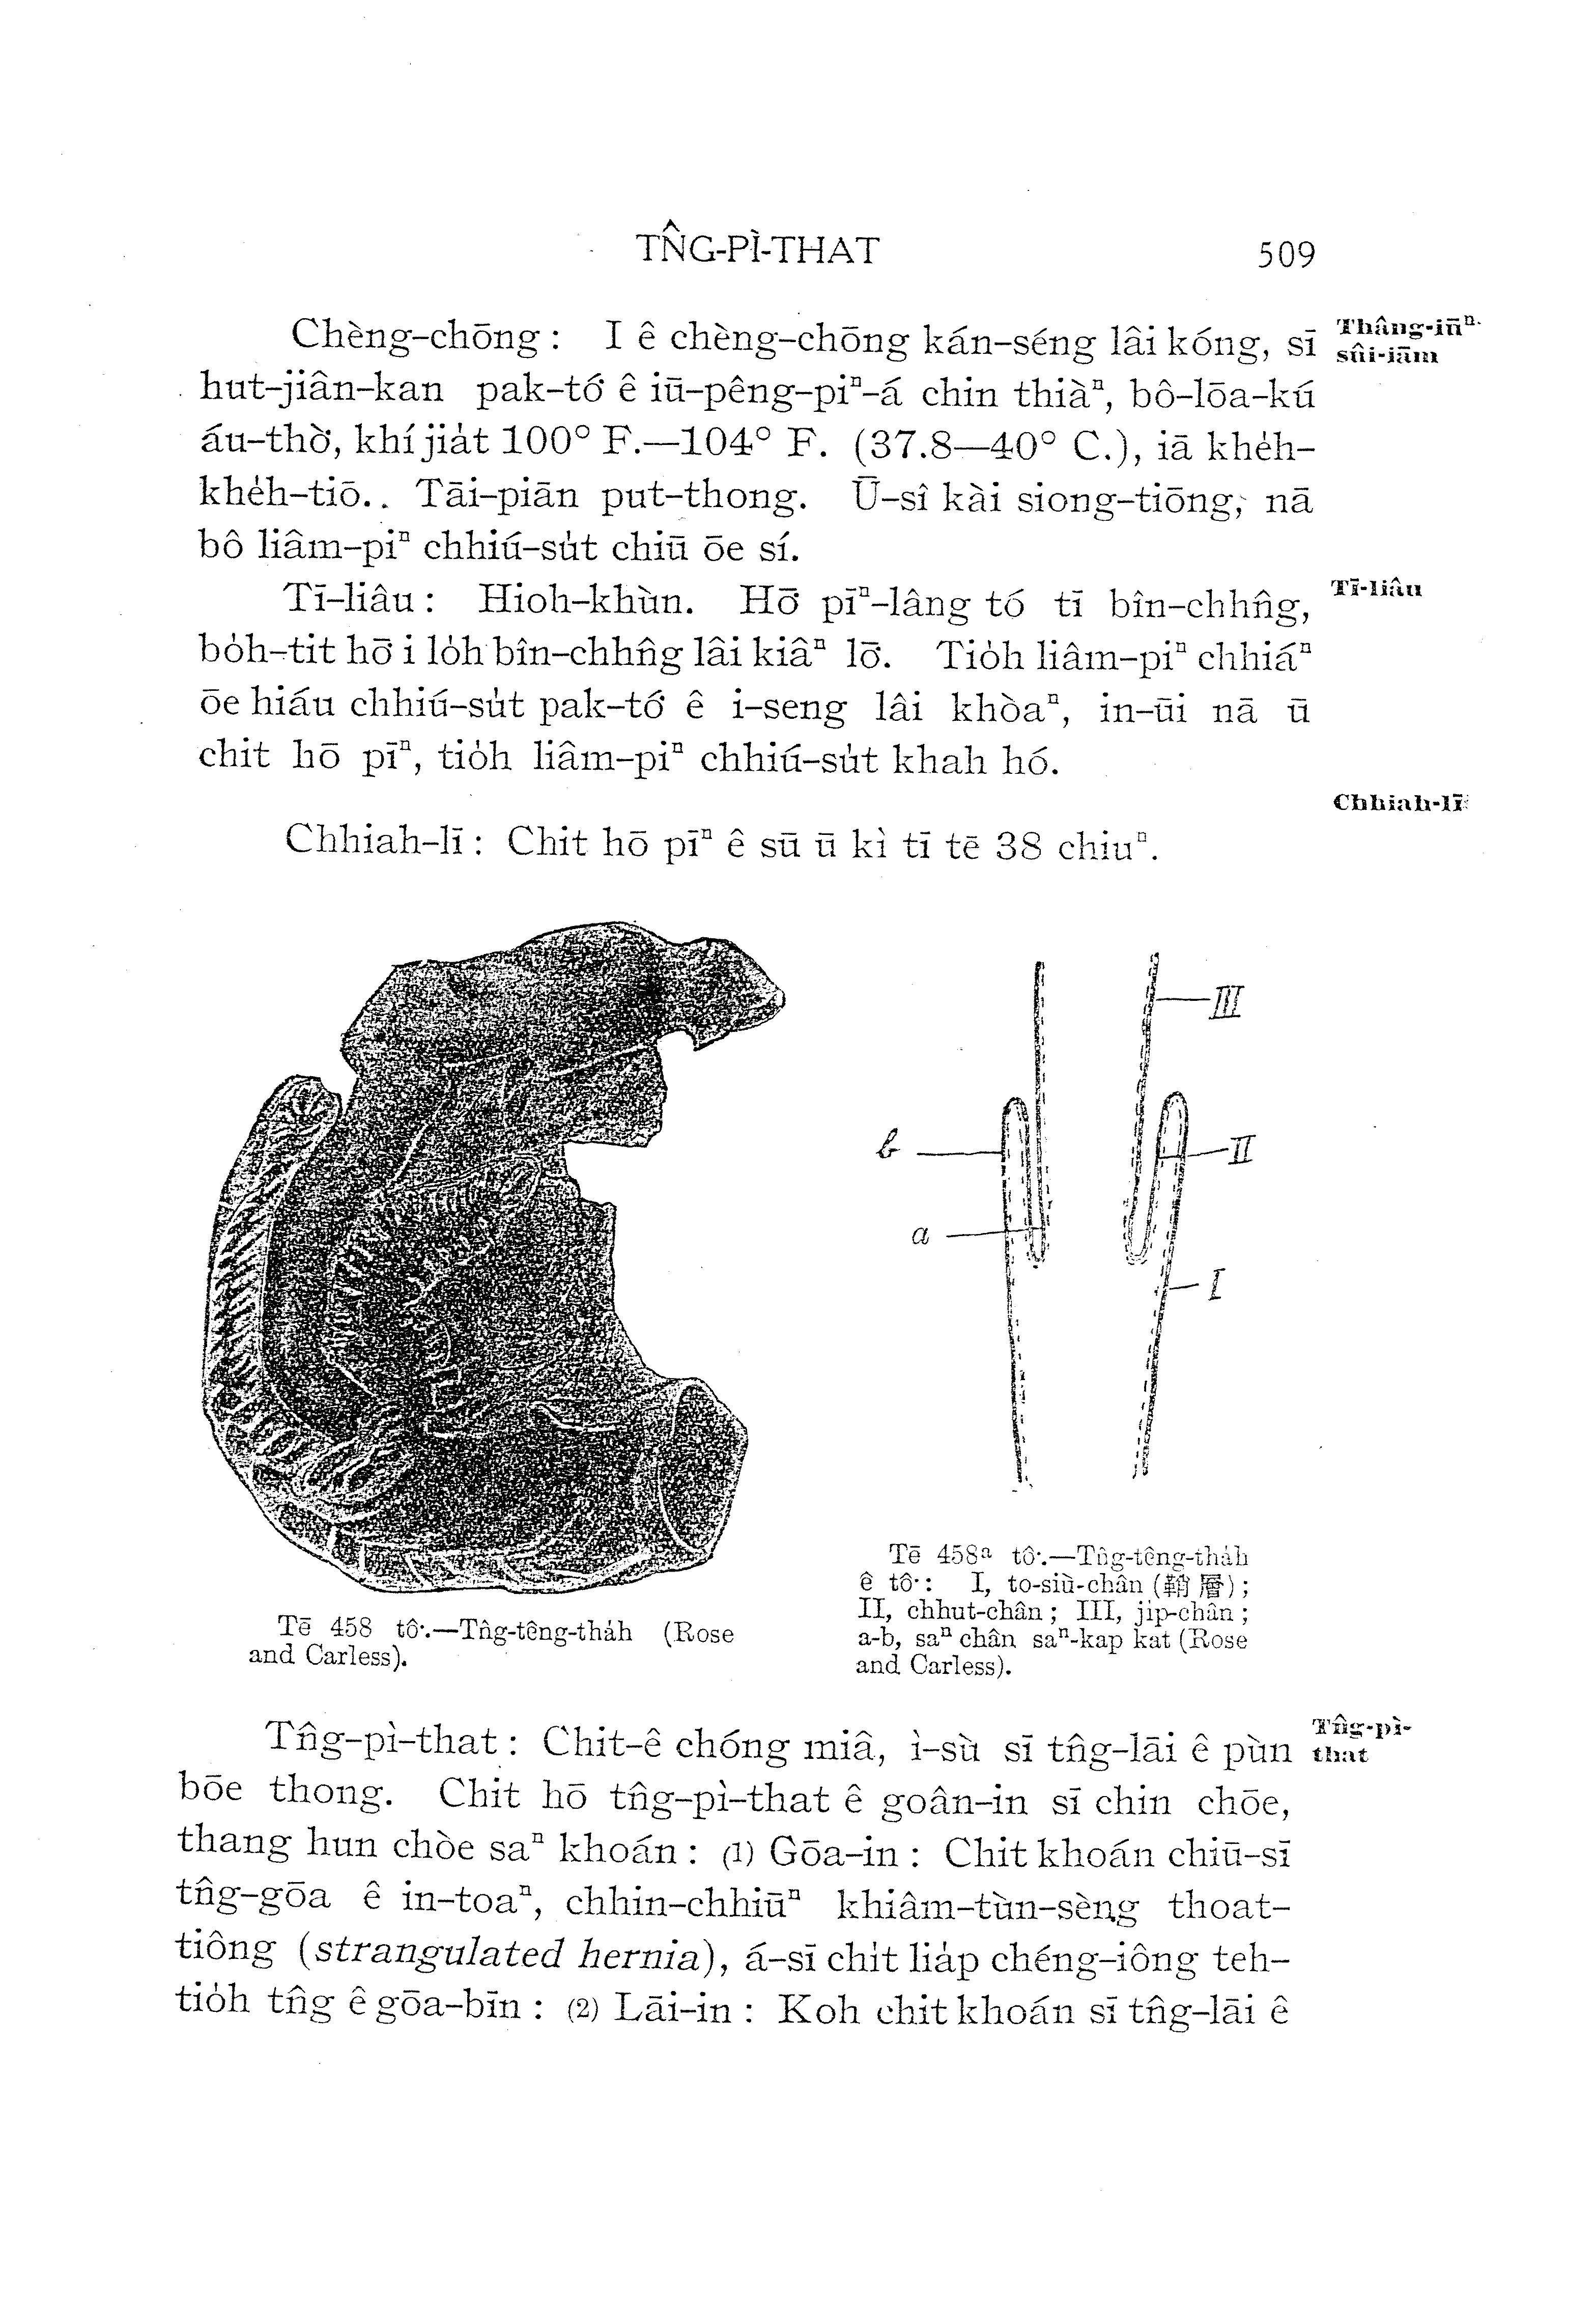 TN̂G-PÌ-THAT
509
Chèng-chōng : I ê chèng-chōng kán-séng lâi kóng, sī
Thâng-iūⁿ
sûi-iām
hut-jiân-kan pak-tó͘ ê iū-pêng-piⁿ-á chin thiàⁿ, bô-lōa-kú
áu-thò͘, khí jia̍t 100° F.—104° F. (37.8—40° C.), iā khe̍h-
khe̍h-tiō. Tāi-piān put-thong. Ū-sî kài siong-tiōng, nā
bô liâm-piⁿ chhiú-su̍t chiū ōe sí.
Tī-liâu : Hioh-khùn. Hō͘ pīⁿ-lâng tó tī bîn-chhn̂g,
Tī-liâu
bo̍h-tit hō͘ i lo̍h bîn-chhn̂g lâi kiâⁿ lō͘. Tio̍h liâm-piⁿ chhiáⁿ
ōe hiáu chhiú-su̍t pak-tó͘ ê i-seng lâi khòaⁿ, in-ūi nā ū
chit hō pīⁿ, tio̍h liâm-piⁿ chhiú-su̍t khah hó.
Chhiah-lī
Chhiah-lī : Chit hō pīⁿ ê sū ū kì tī tē 38 chiuⁿ.
III
b
II
a
I
Tē 458 tô͘.—Tn̂g-têng-tha̍h (Rose
and Carless).
Tē 458ª tô͘.—Tn̂g-têng-tha̍h
ê tô͘ : I, to-siù-chân (鞘層) ;
II, chhut-chân ; III, ji̍p-chân ;
a-b, saⁿ chân saⁿ-kap kat (Rose
and Carless).
Tn̂g-pì-that : Chit-ê chóng miâ, ì-sù sī tn̂g-lāi ê pùn
Tn̂g-pì-
that
bōe thong. Chit hō tn̂g-pì-that ê goân-in sī chin chōe,
thang hun chòe saⁿ khoán : (1) Gōa-in : Chit khoán chiū-sī
tn̂g-gōa ê in-toaⁿ, chhin-chhiūⁿ khiâm-tùn-sèng thoat-
tiông (strangulated hernia), á-sī chi̍t lia̍p chéng-iông teh-
tio̍h tn̂g ê gōa-bīn : (2) Lāi-in : Koh chit khoán sī tn̂g-lāi ê